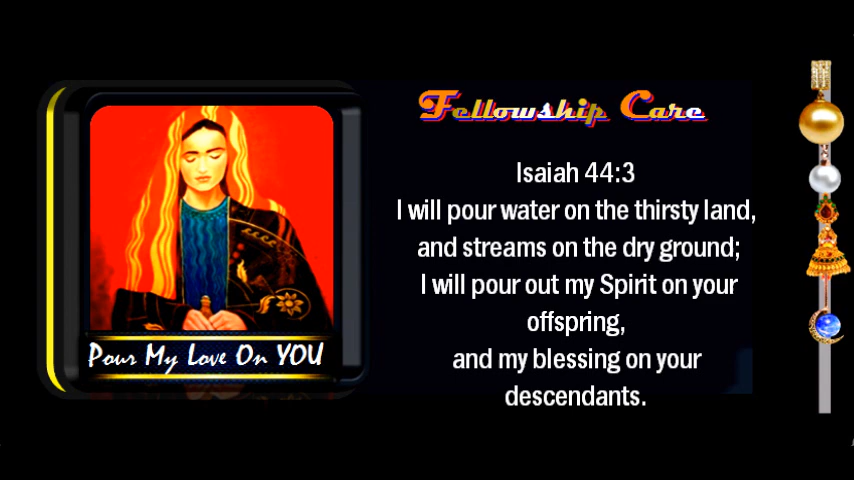 Fellowship Care
Isaiah 44:3
I will pour water on the thirsty land,
and streams on the dry ground;
I will pour out my Spirit on your
offspring,
and my blessing on your
descendants.
Pour My Love On YOU